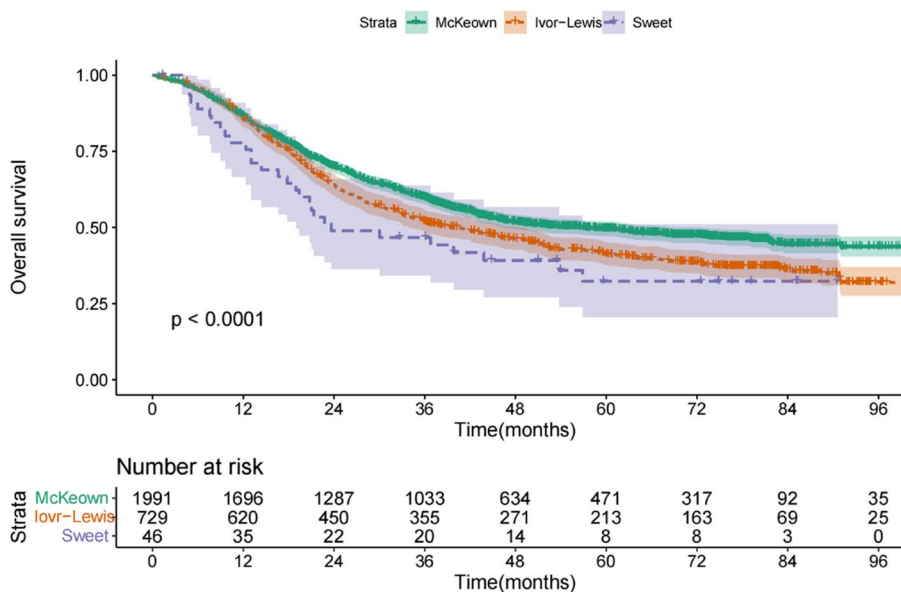 Strata McKeown Ivor-Lewis Sweet
1.00
0.75
0.50
0.25
0.00
Overall survival
p < 0.0001
0 12 24 36 48 60 72 84 96
Time(months)
Number at risk
Strata
McKeown 1991 1696 1287 1033 634 471 317 92 35
Iovr-Lewis 729 620 450 355 271 213 163 69 25
Sweet 46 35 22 20 14 8 8 3 0
0 12 24 36 48 60 72 84 96
Time(months)